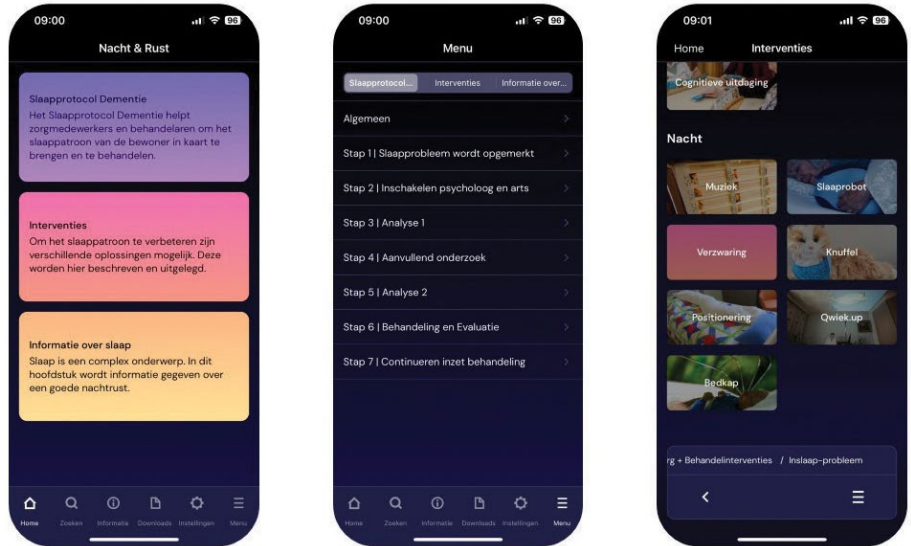 09:00
96
Nacht & Rust
Slaapprotocol Dementie
Het Slaapprotocol Dementie helpt
zorgmedewerkers en behandelaren om het
slaappatroon van de bewoner in kaart te
brengen en te behandelen.
Interventies
Om het slaappatroon te verbeteren zijn
verschillende oplossingen mogelijk. Deze
worden hier beschreven en uitgelegd.
Informatie over slaap
Slaap is een complex onderwerp. In dit
hoofdstuk wordt informatie gegeven over
een goede nachtrust.
Home Zoeken Informatie Downloads Instellingen Menu
09:00
96
Menu
Slaapprotocol... Interventies Informatie over...
Algemeen
Stap 1 | Slaapprobleem wordt opgemerkt
Stap 2 | Inschakelen psycholoog en arts
Stap 3 | Analyse 1
Stap 4 | Aanvullend onderzoek
Stap 5 | Analyse 2
Stap 6 | Behandeling en Evaluatie
Stap 7 | Continueren inzet behandeling
Home Zoeken Informatie Downloads Instellingen Menu
09:01
96
Home Interventies
Cognitieve uitdaging
Nacht
Muziek Slaaprobot
Verzwaring Knuffel
Positionering Qwiek.up
Bedkap
rg + Behandelinterventies / Inslaap-probleem